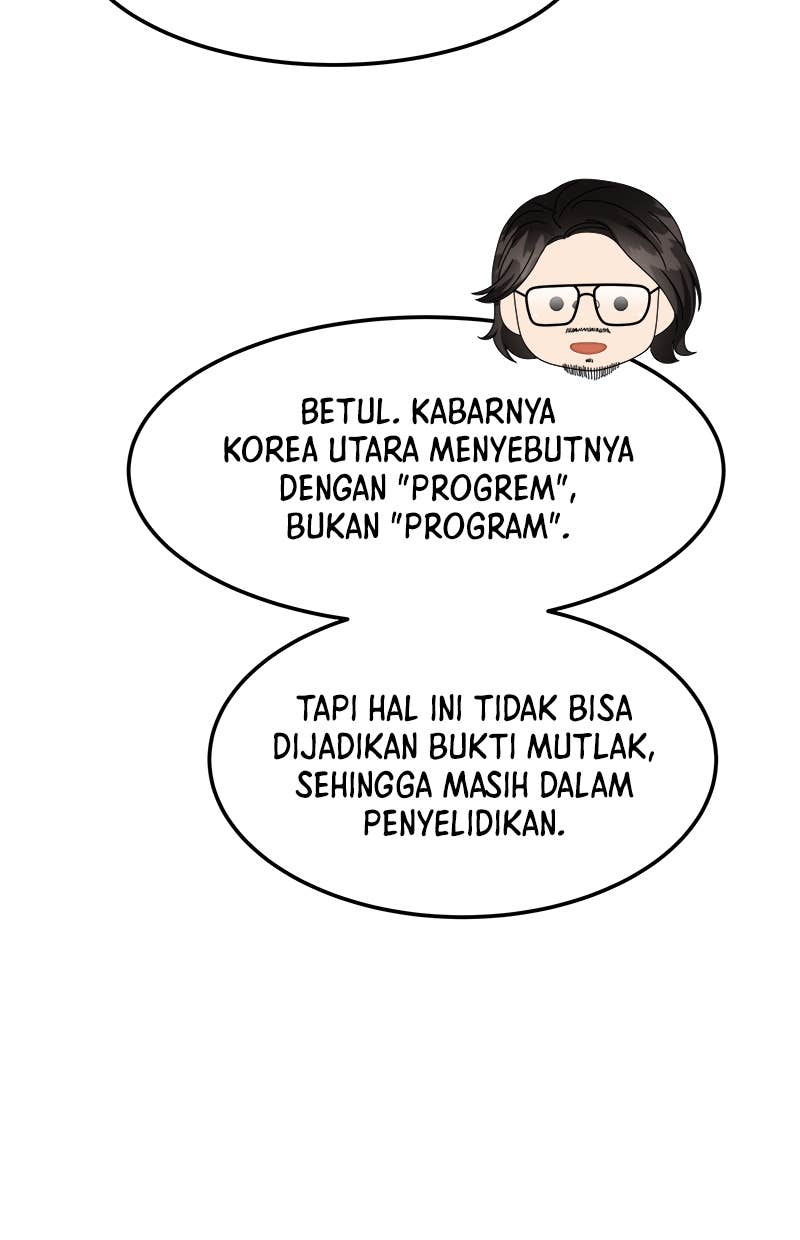 BETUL. KABARNYA
KOREA UTARA MENYEBUTNYA
DENGAN "PROGREM",
BUKAN "PROGRAM".
TAPI HAL INI TIDAK BISA
DIJADIKAN BUKTI MUTLAK,
SEHINGGA MASIH DALAM
PENYELIDIKAN.